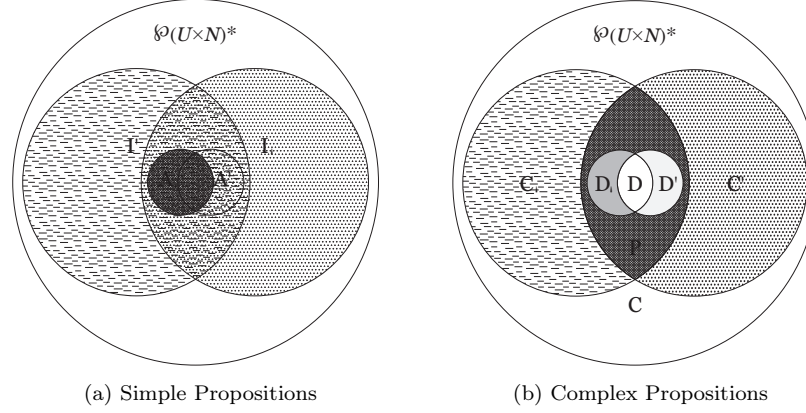 ℘(U×N)* ℘(U×N)*
I' I, A, A' C, D, D D' C'
P
C
(a) Simple Propositions (b) Complex Propositions